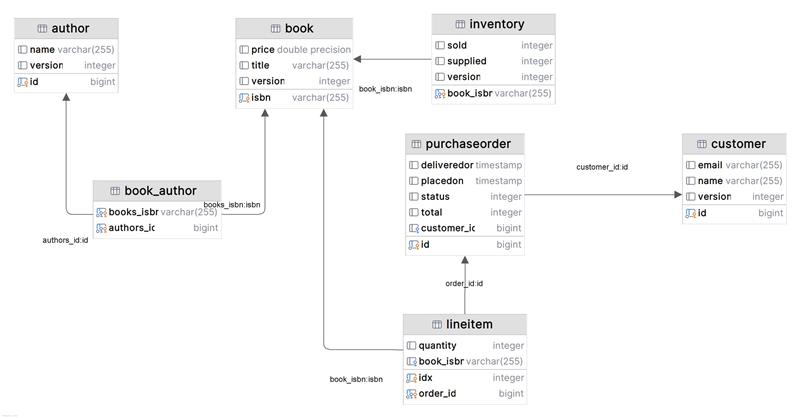 author
name varchar(255)
version integer
id bigint
book
price double precision
title varchar(255)
version integer
isbn varchar(255)
inventory
sold integer
supplied integer
version integer
book_isbr varchar(255)
book_isbn:isbn
purchaseorder
deliveredor timestamp
placedon timestamp
status integer
total integer
customer_ic bigint
id bigint
customer_id:id
customer
email varchar(255)
name varchar(255)
version integer
id bigint
book_author
books_isbr varchar(255)
authors_ic bigint
books_isbn:isbn
authors_id:id
order_id:id
lineitem
quantity integer
book_isbr varchar(255)
idx integer
order_id bigint
book_isbn:isbn